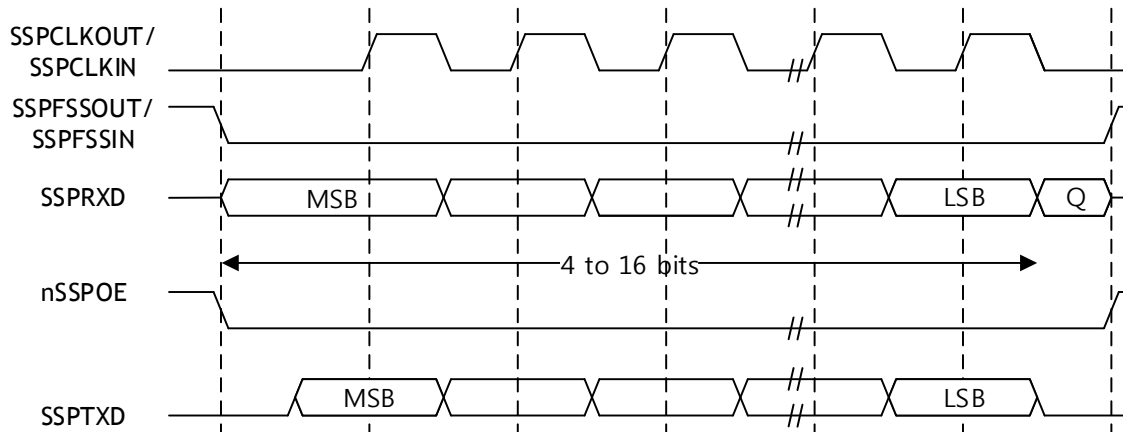 SSPCLKOUT/
SSPCLKIN
SSPFSSOUT/
SSPFSSIN
SSPRXD MSB LSB Q
4 to 16 bits
nSSPOE
SSPTXD MSB LSB